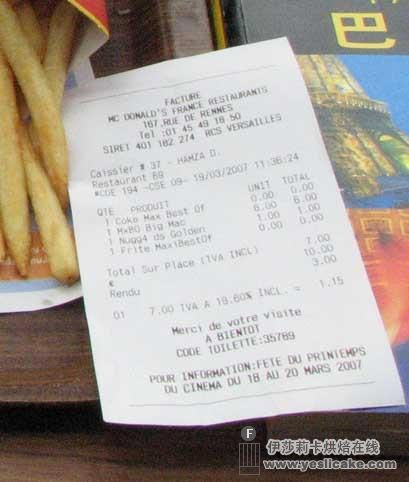 FACTURE
MC DONALD'S FRANCE RESTAURANTS
167,RUE DE RENNES
Tel :01 45 49 18 50
SIRET 401 182 274 RCS VERSAILLES
Caissier # 37 - HAMZA D.
Restaurant 69
#CDE 194 -CSE 09- 19/03/2007 11:36:24
QTE PRODUIT UNIT TOTAL
1 Coke Max Best Of 0.00 0.00
1 MxBO Big Mac 6.00 6.00
1 Nugg4 ds Golden 0.00 0.00
1 Frite MaxiBestOf 1.00 1.00
Total Sur Place (TVA INCL) 7.00
€ 10.00
Rendu 3.00
01 7.00 TVA A 19.60% INCL. = 1.15
Merci de votre visite
A BIENTOT
CODE TOILETTE:35789
POUR INFORMATION:FETE DU PRINTEMPS
DU CINEMA DU 18 AU 20 MARS 2007
巴
F
伊莎莉卡烘焙在线
www.yeslicake.com